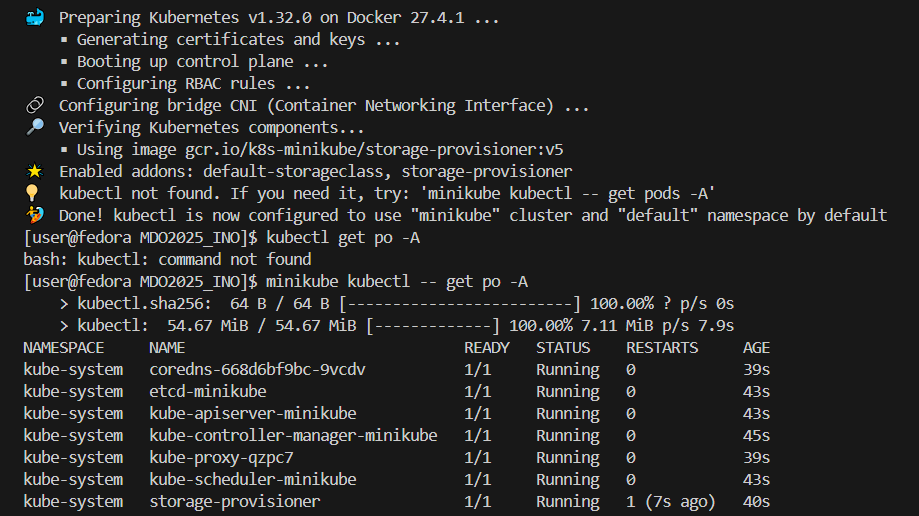 Preparing Kubernetes v1.32.0 on Docker 27.4.1 ...
▪ Generating certificates and keys ...
▪ Booting up control plane ...
▪ Configuring RBAC rules ...
Configuring bridge CNI (Container Networking Interface) ...
Verifying Kubernetes components...
▪ Using image gcr.io/k8s-minikube/storage-provisioner:v5
Enabled addons: default-storageclass, storage-provisioner
kubectl not found. If you need it, try: 'minikube kubectl -- get pods -A'
Done! kubectl is now configured to use "minikube" cluster and "default" namespace by default
[user@fedora MDO2025_INO]$ kubectl get po -A
bash: kubectl: command not found
[user@fedora MDO2025_INO]$ minikube kubectl -- get po -A
> kubectl.sha256:  64 B / 64 B [-------------------------] 100.00% ? p/s 0s
> kubectl:  54.67 MiB / 54.67 MiB [-------------] 100.00% 7.11 MiB p/s 7.9s
NAMESPACE     NAME                               READY   STATUS    RESTARTS     AGE
kube-system   coredns-668d6bf9bc-9vcdv           1/1     Running   0            39s
kube-system   etcd-minikube                      1/1     Running   0            43s
kube-system   kube-apiserver-minikube            1/1     Running   0            43s
kube-system   kube-controller-manager-minikube   1/1     Running   0            45s
kube-system   kube-proxy-qzpc7                   1/1     Running   0            39s
kube-system   kube-scheduler-minikube            1/1     Running   0            43s
kube-system   storage-provisioner                1/1     Running   1 (7s ago)   40s